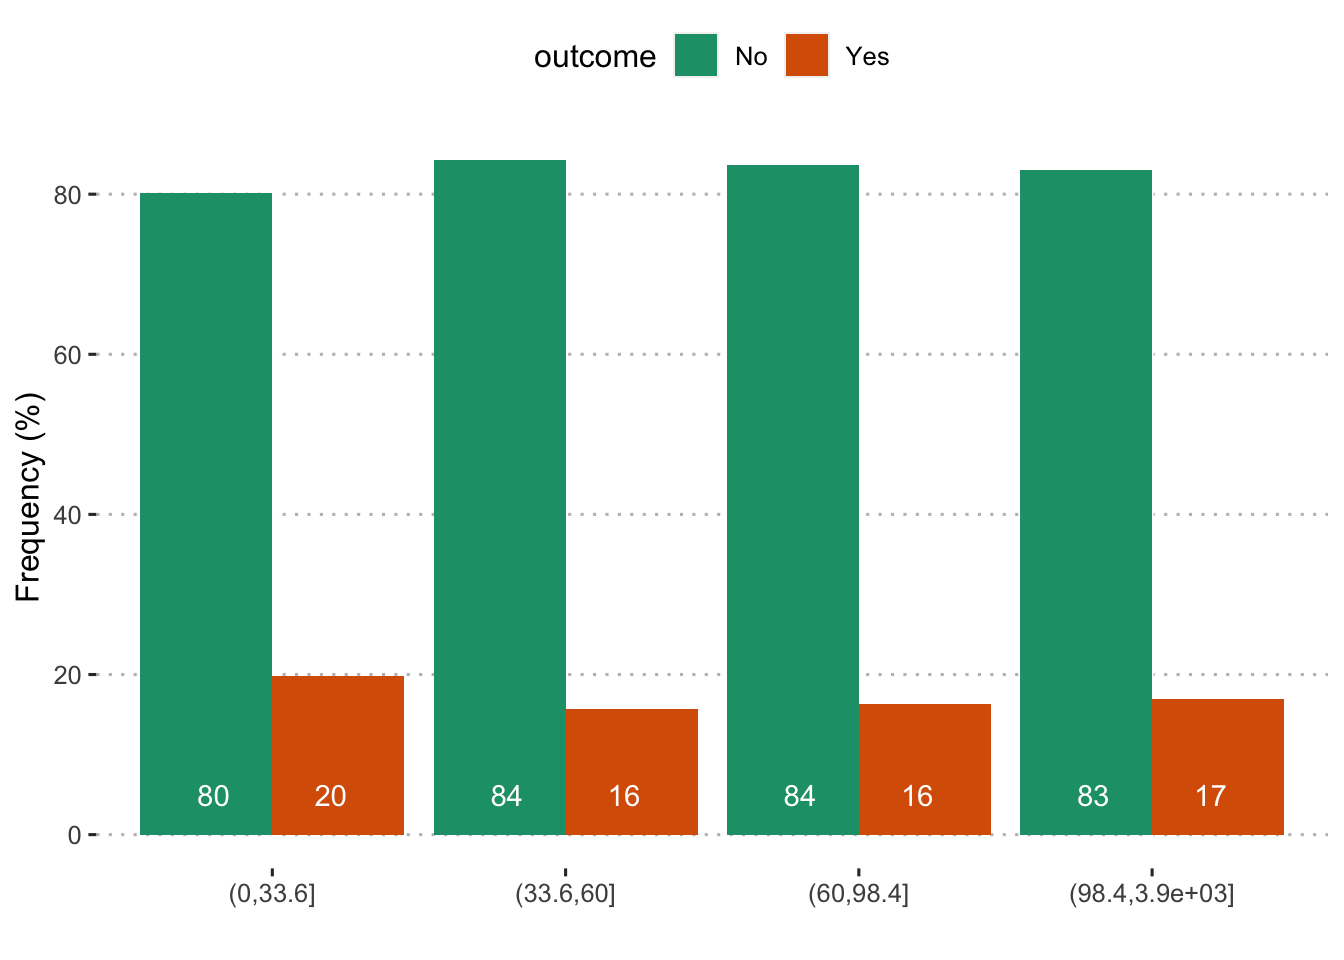 outcome No Yes
Frequency (%)
80
60
40
20
0
80 20 84 16 84 16 83 17
(0,33.6] (33.6,60] (60,98.4] (98.4,3.9e+03]